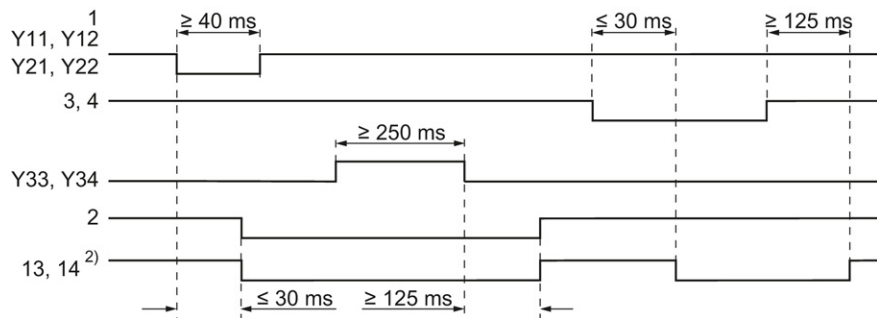 1 ≥ 40 ms ≤ 30 ms ≥ 125 ms
Y11, Y12
Y21, Y22
3, 4
≥ 250 ms
Y33, Y34
2
13, 14 2)
≤ 30 ms ≥ 125 ms